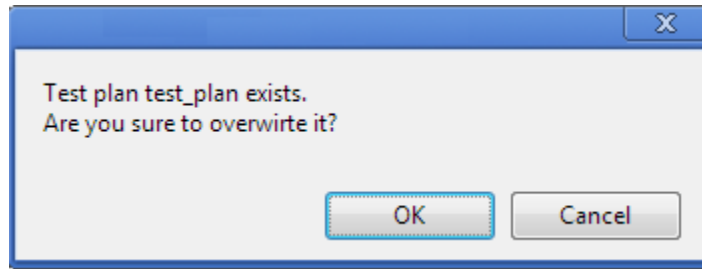 Test plan test_plan exists.
Are you sure to overwirte it?
OK Cancel